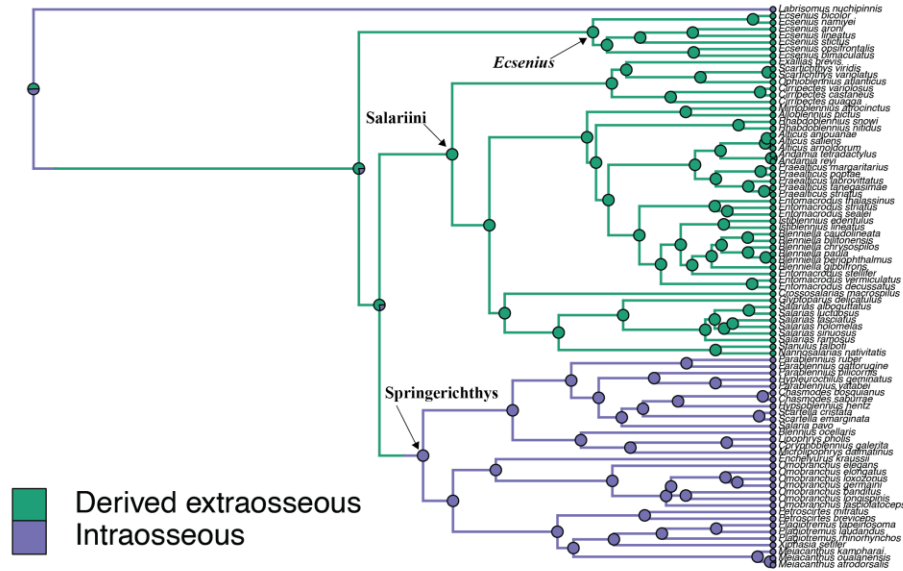 Labrisomus nuchipinnis
Ecsenius bicolor
Ecsenius namiyei
Ecsenius aroni
Ecsenius lineatus
Ecsenius stictus
Ecsenius opsifrontalis
Ecsenius bimaculatus
Ecsenius
Exallias brevis
Scartichthys viridis
Scartichthys variolatus
Ophioblennius atlanticus
Cirripectes variolosus
Cirripectes castaneus
Cirripectes quagga
Mimoblennius atrocinctus
Alloblennius pictus
Salariini
Rhabdoblennius snowi
Rhabdoblennius nitidus
Alticus anjouanae
Alticus saliens
Alticus arnoldorum
Andamia tetradactylus
Andamia reyi
Praealticus margaritarius
Praealticus poptae
Praealticus labrovittatus
Praealticus tanegasimae
Praealticus striatus
Entomacrodus thalassinus
Entomacrodus striatus
Entomacrodus sealei
Istiblennius edentulus
Istiblennius lineatus
Blenniella caudolineata
Blenniella bilitonensis
Blenniella chrysospilos
Blenniella paula
Blenniella periophthalmus
Blenniella gibbifrons
Entomacrodus stellifer
Entomacrodus vermiculatus
Entomacrodus decussatus
Crossosalarias macrospilus
Glyptoparus delicatulus
Salarias alboguttatus
Salarias luctuosus
Salarias fasciatus
Salarias holomelas
Salarias sinuosus
Salarias ramosus
Stanulus talboti
Nannosalarias nativitatis
Parablennius ruber
Parablennius gattorugine
Parablennius pilicornis
Hypleurochilus geminatus
Parablennius yatabei
Chasmodes bosquianus
Chasmodes saburrae
Springerichthys
Hypsoblennius hentz
Scartella cristata
Scartella emarginata
Salaria pavo
Blennius ocellaris
Lipophrys pholis
Coryphoblennius galerita
Microlipophrys dalmatinus
Enchelyurus kraussii
Omobranchus elegans
Omobranchus elongatus
Omobranchus loxozonus
Omobranchus germaini
Omobranchus banditus
Omobranchus longispinis
Omobranchus fasciolatoceps
Petroscirtes mitratus
Petroscirtes breviceps
Plagiotremus tapeinosoma
Plagiotremus laudandus
Plagiotremus rhinorhynchos
Xiphasia setifer
Meiacanthus kampharai
Meiacanthus oualanensis
Meiacanthus atrodorsalis
Derived extraosseous
Intraosseous